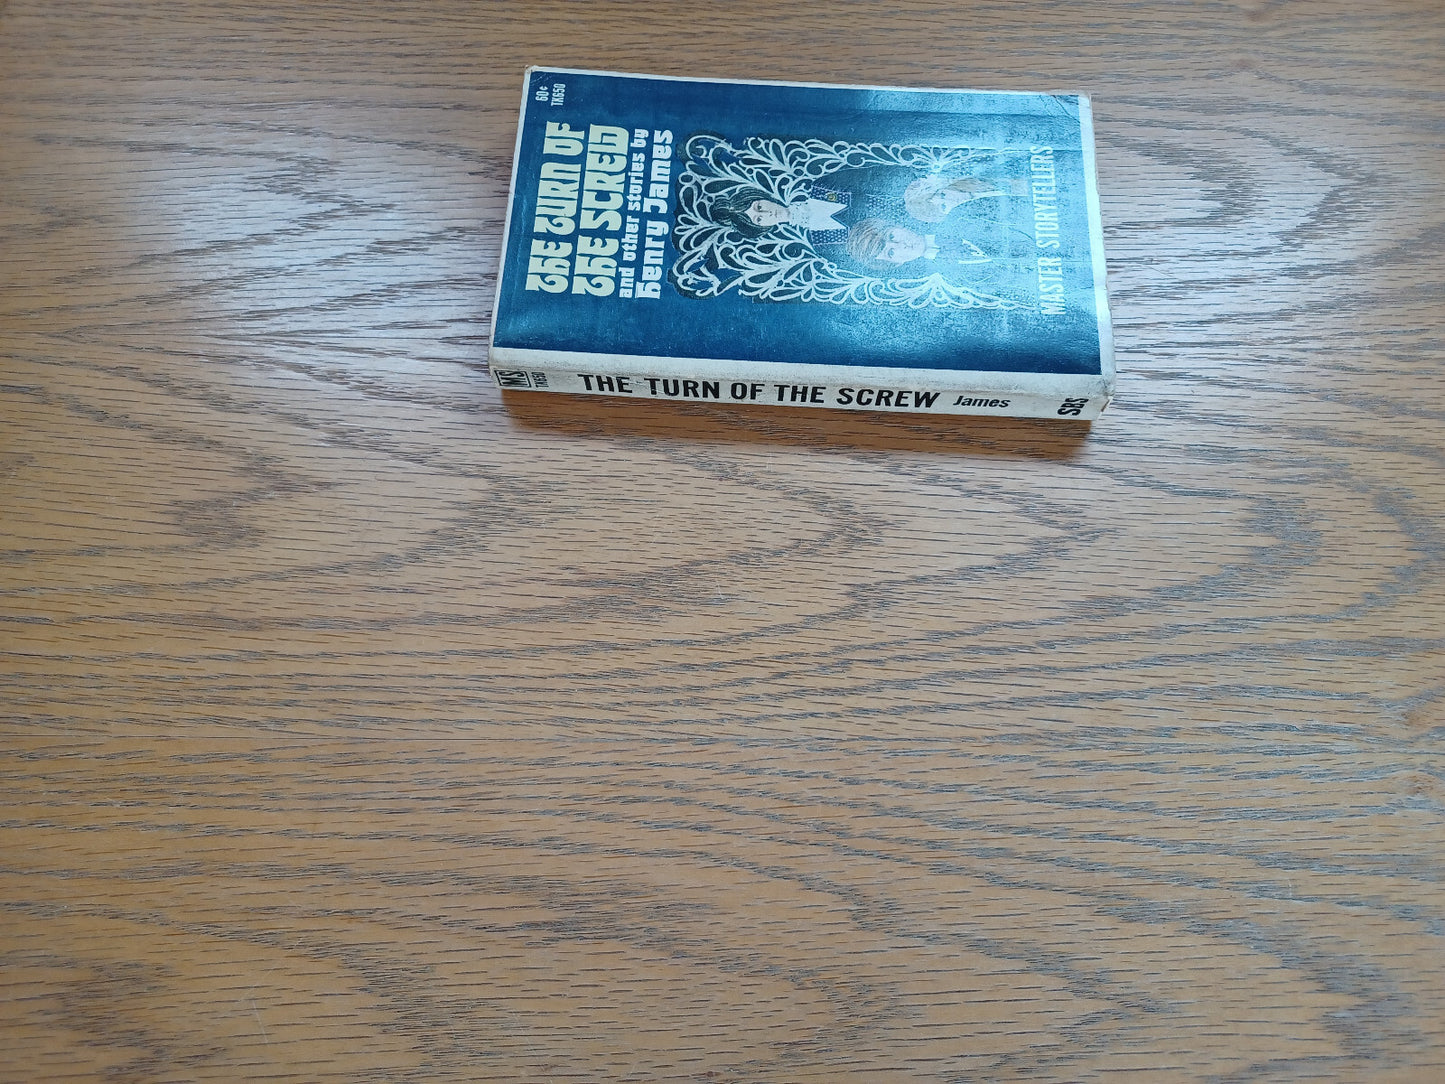 60¢
TK650
THE TURN OF
THE SCREW
and other stories by
Henry James
MASTER STORYTELLERS
M/S
TK650
THE TURN OF THE SCREW James
SBS